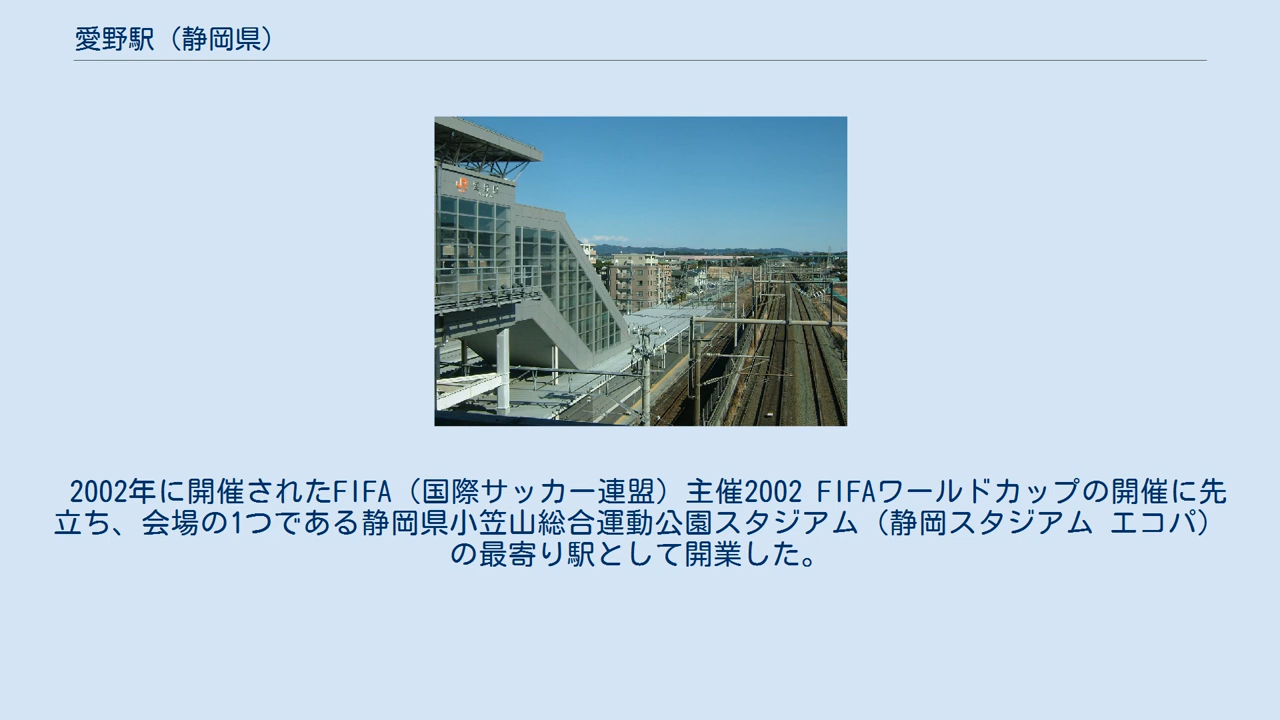 愛野駅（静岡県）
2002年に開催されたFIFA（国際サッカー連盟）主催2002 FIFAワールドカップの開催に先
立ち、会場の1つである静岡県小笠山総合運動公園スタジアム（静岡スタジアム エコパ）
の最寄り駅として開業した。